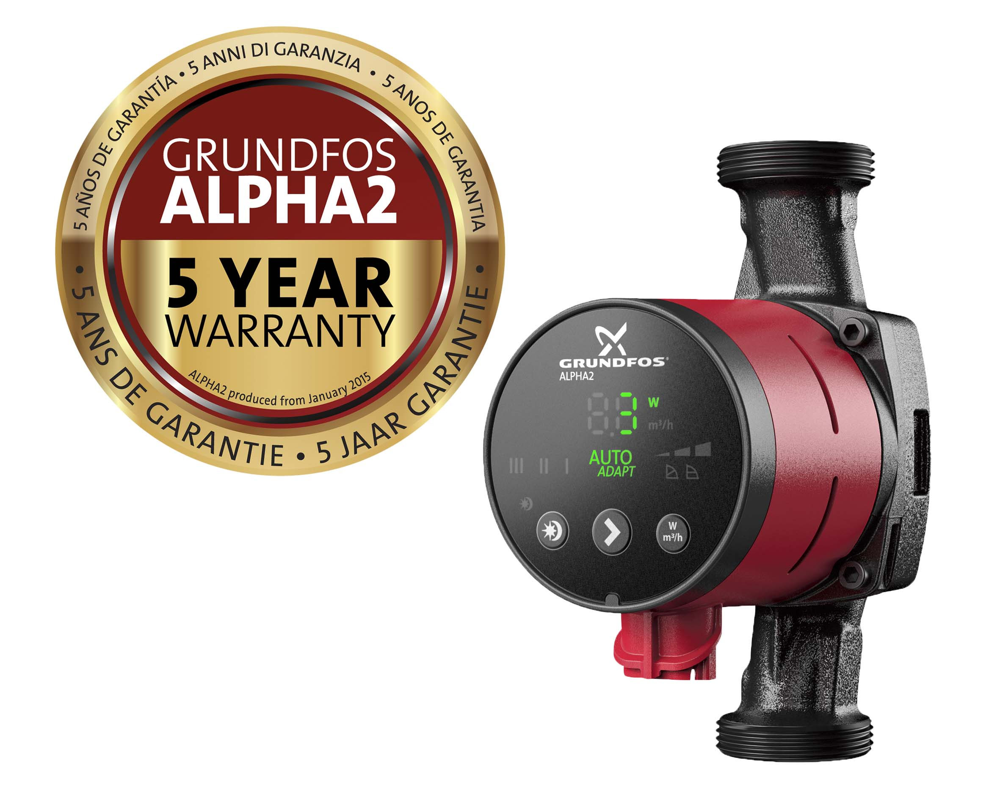 5 AÑOS DE GARANTÍA • 5 ANNI DI GARANZIA • 5 ANOS DE GARANTIA
GRUNDFOS
ALPHA2
5 YEAR
WARRANTY
ALPHA2 produced from January 2015
• 5 ANS DE GARANTIE • 5 JAAR GARANTIE •
GRUNDFOS
ALPHA2
3 W
m³/h
III II I AUTO
ADAPT
W
m³/h